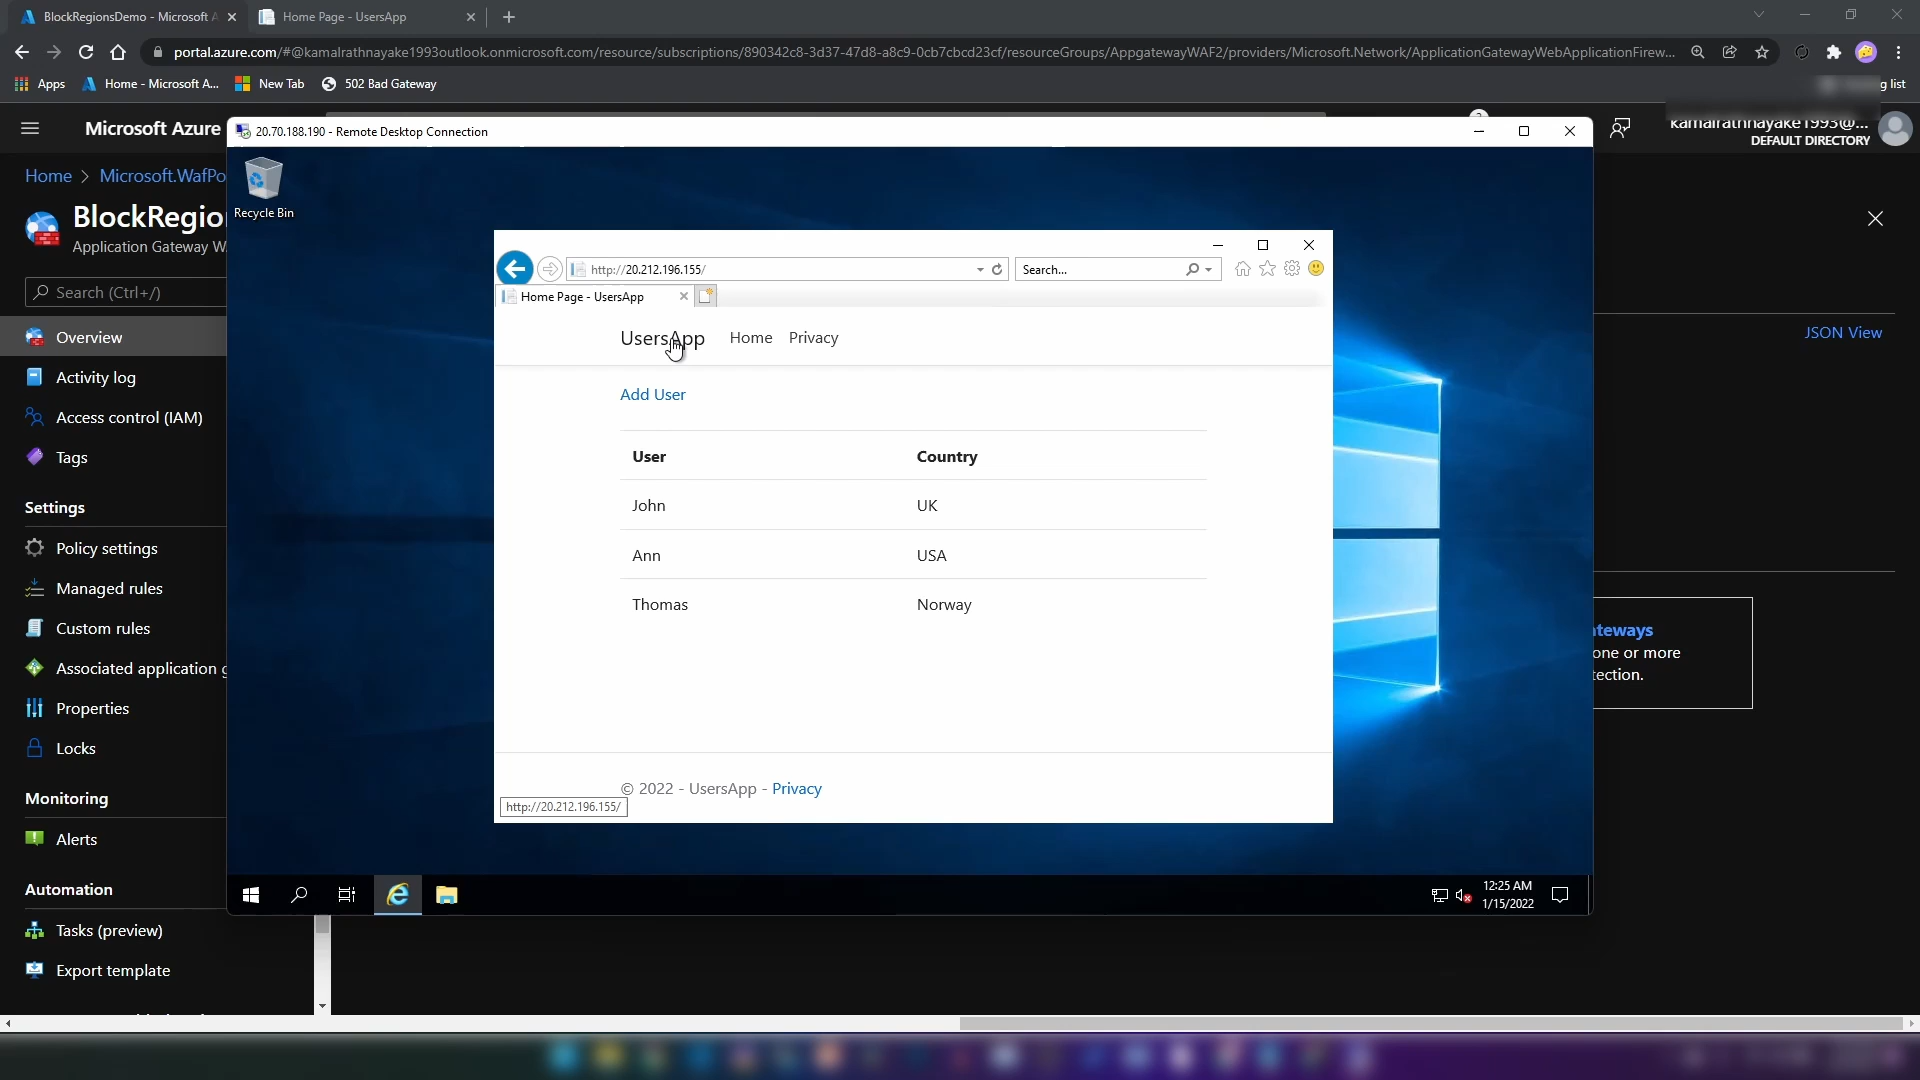 BlockRegionsDemo - Microsoft A
Home Page - UsersApp
portal.azure.com/#@kamalrathnayake1993outlook.onmicrosoft.com/resource/subscriptions/890342c8-3d37-47d8-a8c9-0cb7cbcd23cf/resourceGroups/AppgatewayWAF2/providers/Microsoft.Network/ApplicationGatewayWebApplicationFirew...
Apps
Home - Microsoft A...
New Tab
502 Bad Gateway
g list
Microsoft Azure
kamalrathnayake1993@...
DEFAULT DIRECTORY
20.70.188.190 - Remote Desktop Connection
Home > Microsoft.WafPo
BlockRegio
Application Gateway W
Search (Ctrl+/)
Overview
Activity log
Access control (IAM)
Tags
Settings
Policy settings
Managed rules
Custom rules
Associated application g
Properties
Locks
Monitoring
Alerts
Automation
Tasks (preview)
Export template
JSON View
teways
one or more
tection.
Recycle Bin
http://20.212.196.155/
Search...
Home Page - UsersApp
UsersApp
Home
Privacy
Add User
User Country
John UK
Ann USA
Thomas Norway
© 2022 - UsersApp - Privacy
http://20.212.196.155/
12:25 AM
1/15/2022